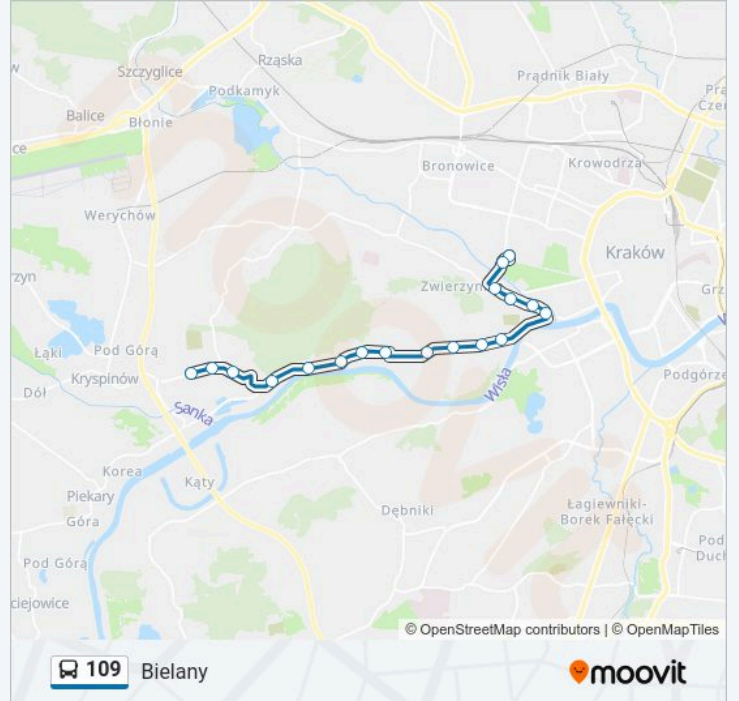 Rząska
Szczyglice
Prądnik Biały
Podkamyk
Balice
Błonie
Bronowice
Krowodrza
Werychów
Kraków
Zwierzyn
Łąki
Pod Górą
Kryspinów
Dół
Podgórze
Sanka
Wisła
Korea
Kąty
Piekary
Góra
Dębniki
Łagiewniki-
Borek Fałęcki
Pod Górą
© OpenStreetMap contributors | © OpenMapTiles
109 Bielany
moovit